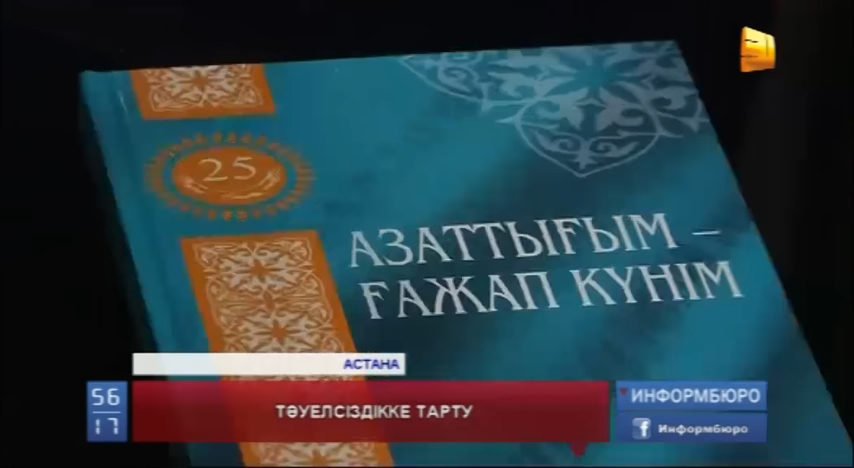 25
АЗАТТЫҒЫМ –
ҒАЖАП КҮНІМ
АСТАНА
56
17
ТӘУЕЛСІЗДІККЕ ТАРТУ
ИНФОРМБЮРО
f Информбюро